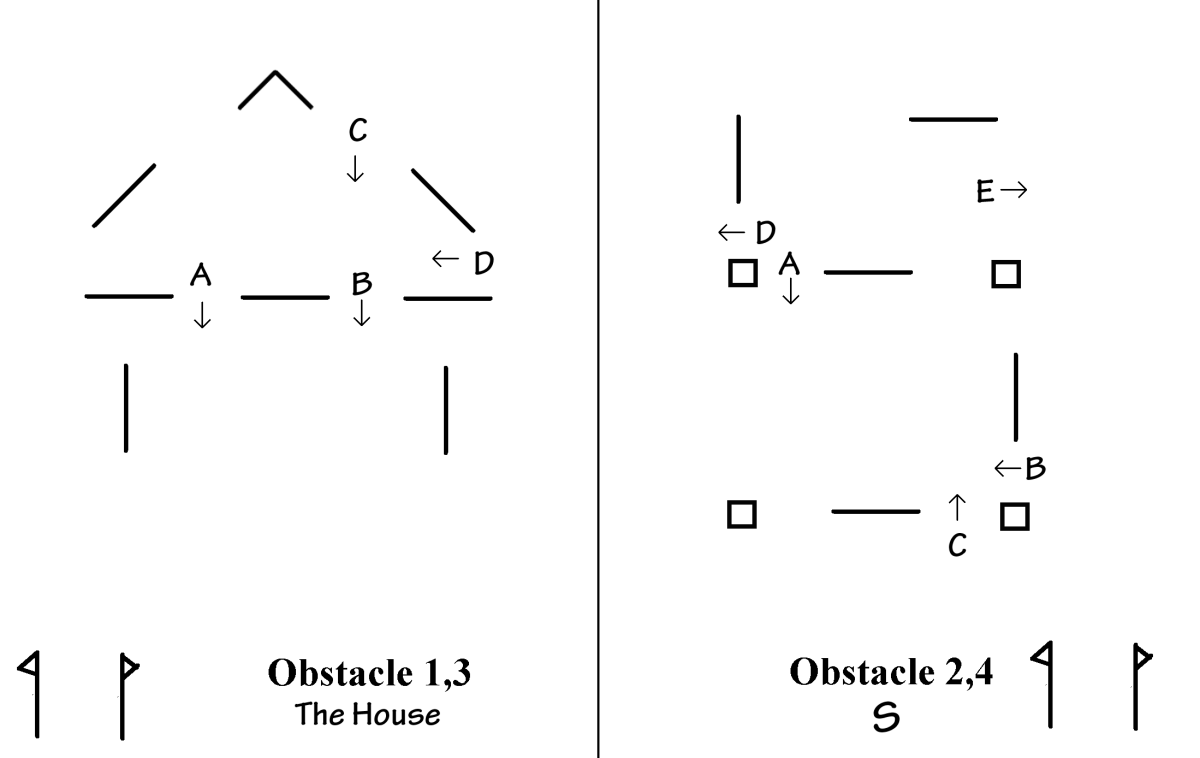 C
↓
← D
A
↓
B
↓
Obstacle 1,3
The House
E →
← D
A
↓
← B
↑
C
Obstacle 2,4
S